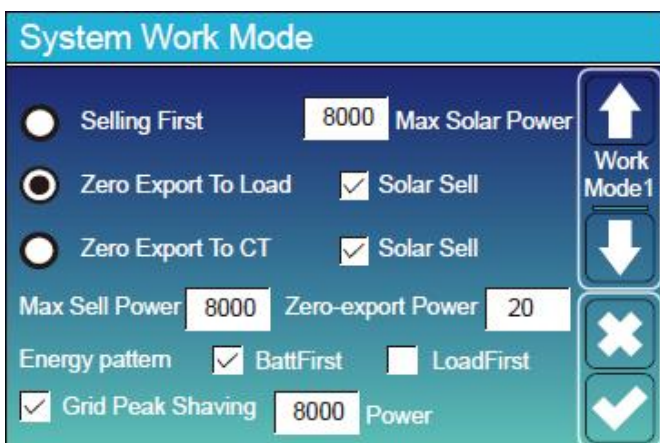 System Work Mode
Selling First 8000 Max Solar Power
Work
Mode1
Zero Export To Load Solar Sell
Zero Export To CT Solar Sell
Max Sell Power 8000 Zero-export Power 20
Energy pattern BattFirst LoadFirst
Grid Peak Shaving 8000 Power